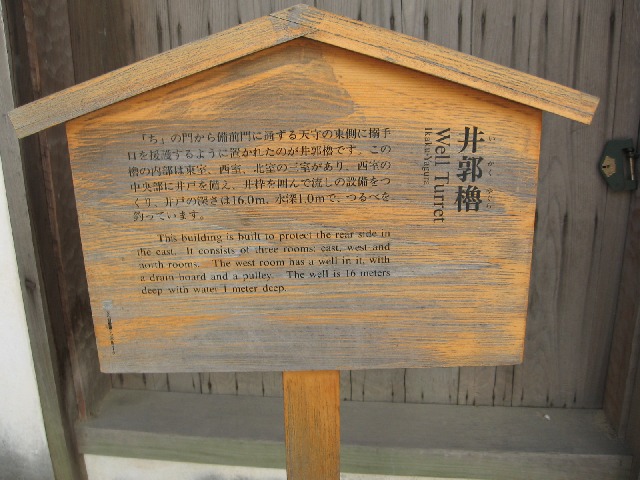 井郭櫓
いかくやぐら
Well Turret
Ikaku-Yagura
「ち」の門から備前門に通ずる天守の東側に搦手
口を援護するように置かれたのが井郭櫓です。この
櫓の内部は東室、西室、北室の三室があり、西室の
中央部に井戸を備え、井枠を囲んで流しの設備をつ
くり、井戸の深さは16.0m、水深1.0mで、つるべを
釣っています。
This building is built to protect the rear side in
the east. It consists of three rooms: east, west and
north rooms. The west room has a well in it, with
a drain-board and a pulley. The well is 16 meters
deep with water 1 meter deep.